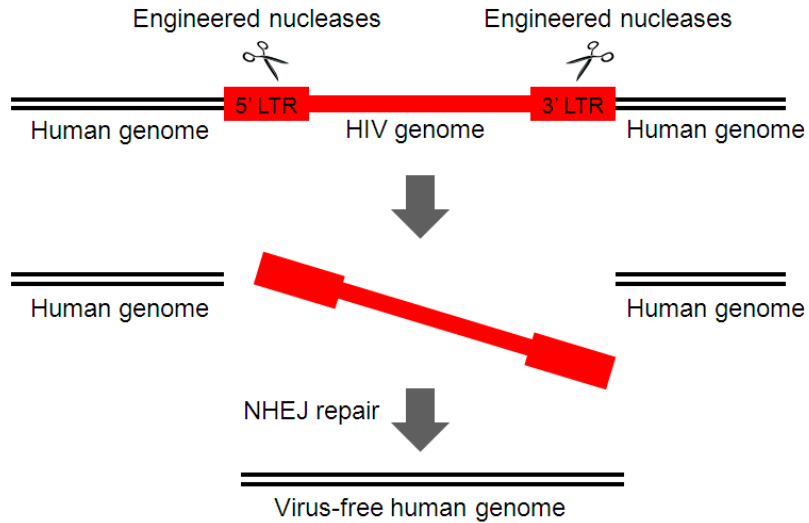 Engineered nucleases Engineered nucleases
5' LTR 3' LTR
Human genome HIV genome Human genome
Human genome Human genome
NHEJ repair
Virus-free human genome